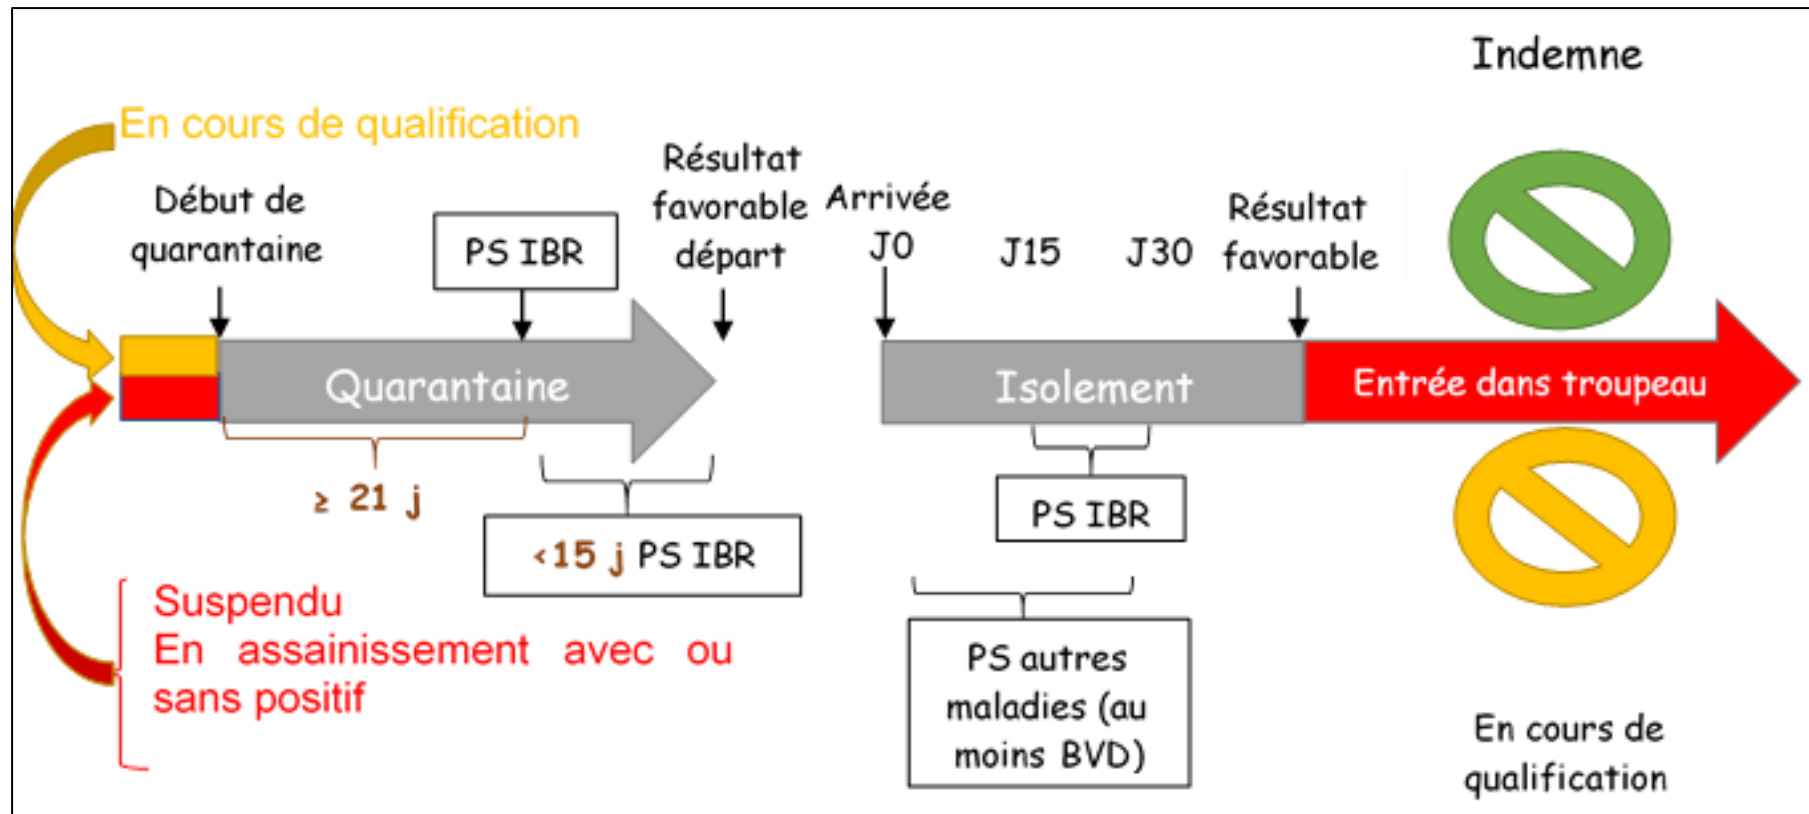 Indemne
En cours de qualification
Début de
quarantaine
PS IBR
Résultat
favorable
départ
Arrivée
J0
J15
J30
Résultat
favorable
Quarantaine
Isolement
Entrée dans troupeau
≥ 21 j
<15 j PS IBR
PS IBR
Suspendu
En assainissement avec ou
sans positif
PS autres
maladies (au
moins BVD)
En cours de
qualification